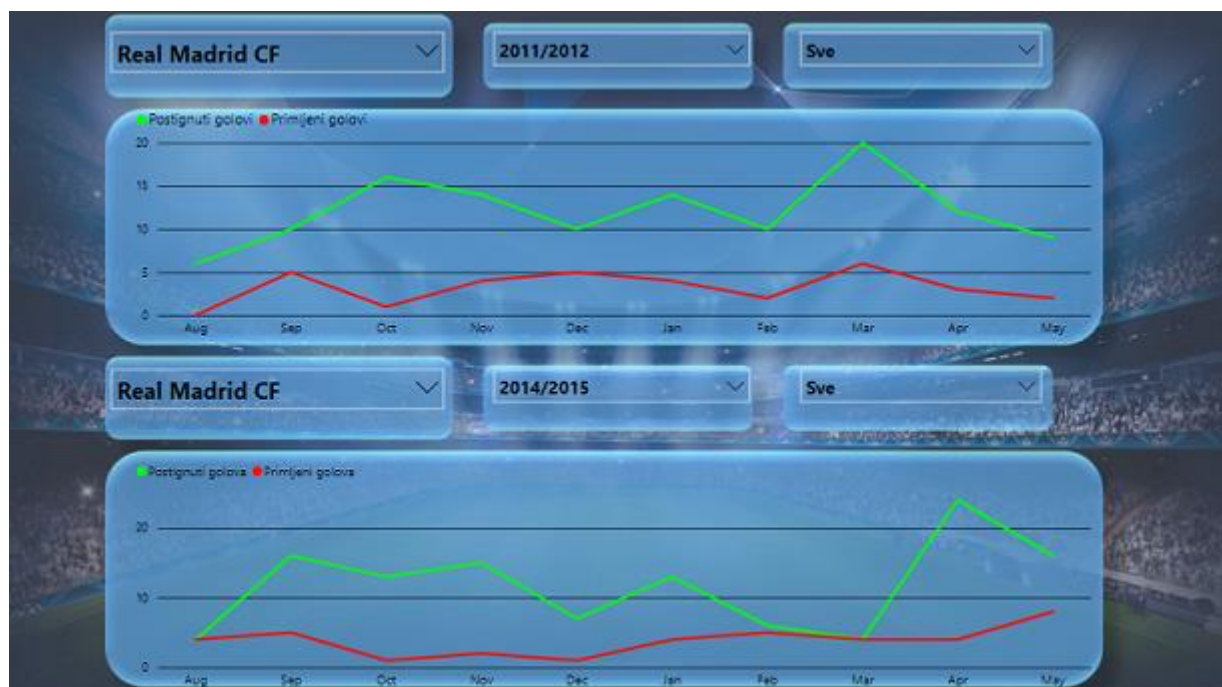 Real Madrid CF
2011/2012
Sve
Postignuti golovi Primljeni golovi
20
15
10
5
0
Aug Sep Oct Nov Dec Jan Feb Mar Apr May
Real Madrid CF
2014/2015
Sve
Postignuti golova Primljeni golova
20
10
0
Aug Sep Oct Nov Dec Jan Feb Mar Apr May